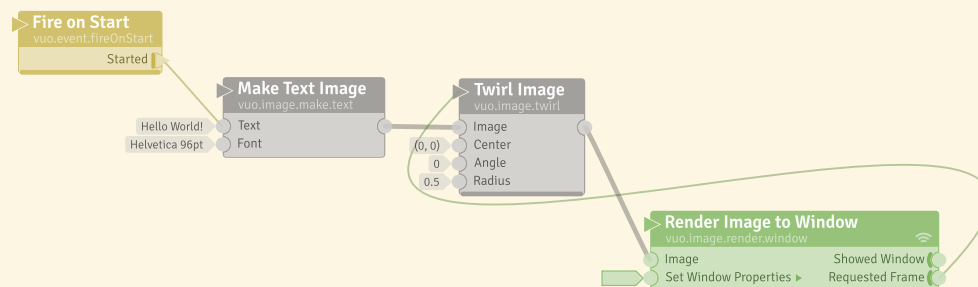 Fire on Start
vuo.event.fireOnStart
Started
Make Text Image
vuo.image.make.text
Hello World!
Text
Helvetica 96pt
Font
Twirl Image
vuo.image.twirl
Image
(0, 0)
Center
0
Angle
0.5
Radius
Render Image to Window
vuo.image.render.window
Image
Showed Window
Set Window Properties ▸
Requested Frame